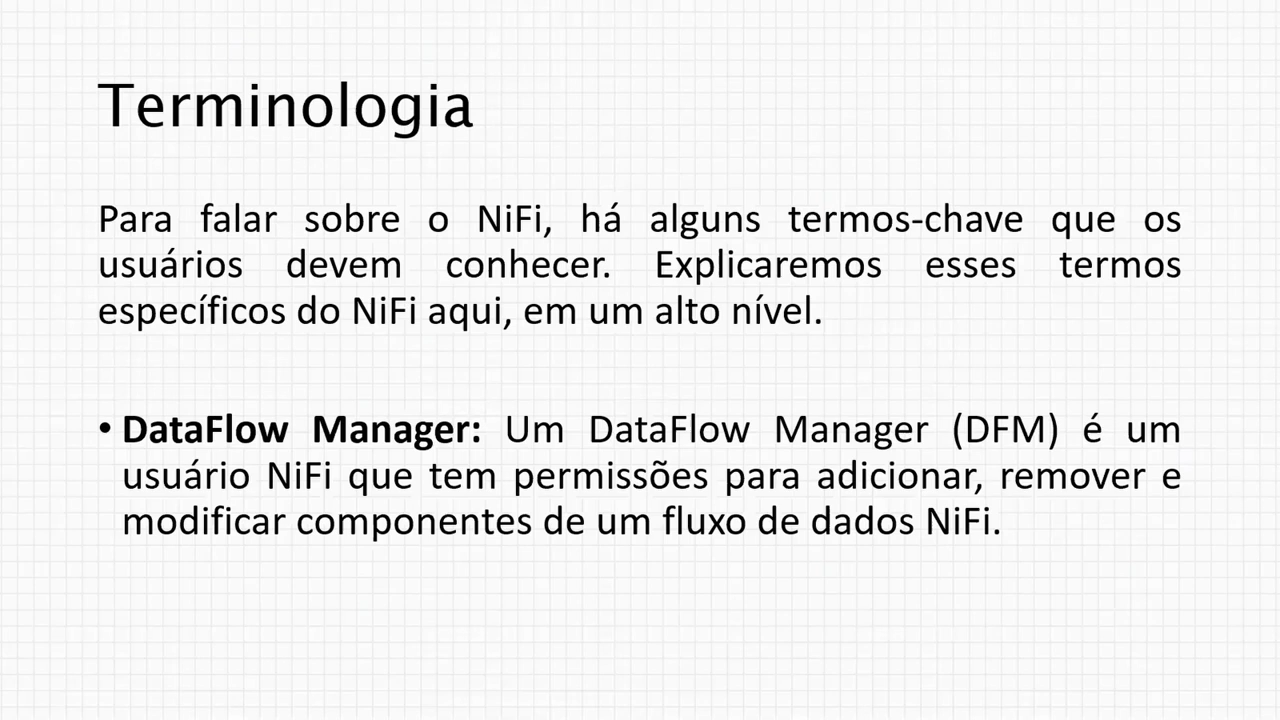 Terminologia
Para falar sobre o NiFi, há alguns termos-chave que os
usuários devem conhecer. Explicaremos esses termos
específicos do NiFi aqui, em um alto nível.
• DataFlow Manager: Um DataFlow Manager (DFM) é um
usuário NiFi que tem permissões para adicionar, remover e
modificar componentes de um fluxo de dados NiFi.